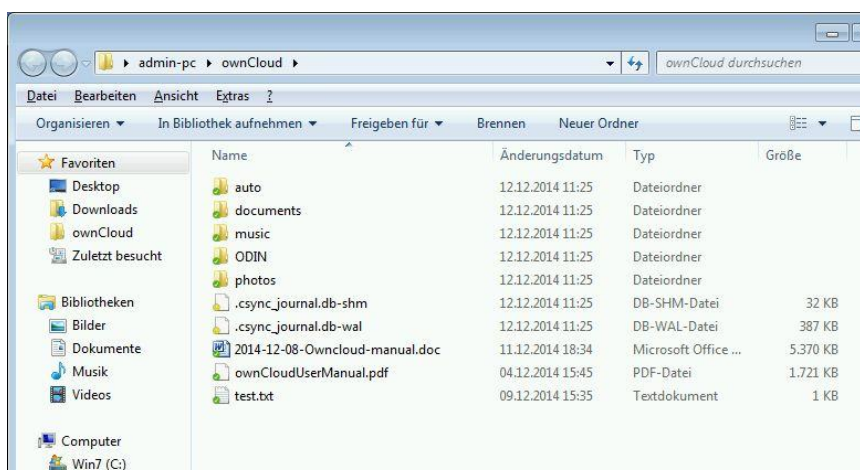 admin-pc ownCloud ownCloud durchsuchen
Datei Bearbeiten Ansicht Extras ?
Organisieren In Bibliothek aufnehmen Freigeben für Brennen Neuer Ordner
Favoriten
Desktop
Downloads
ownCloud
Zuletzt besucht
Bibliotheken
Bilder
Dokumente
Musik
Videos
Computer
Win7 (C:)
Name Änderungsdatum Typ Größe
auto 12.12.2014 11:25 Dateiordner
documents 12.12.2014 11:25 Dateiordner
music 12.12.2014 11:25 Dateiordner
ODIN 12.12.2014 11:25 Dateiordner
photos 12.12.2014 11:25 Dateiordner
.csync_journal.db-shm 12.12.2014 11:25 DB-SHM-Datei 32 KB
.csync_journal.db-wal 12.12.2014 11:25 DB-WAL-Datei 387 KB
2014-12-08-Owncloud-manual.doc 11.12.2014 18:34 Microsoft Office ... 5.370 KB
ownCloudUserManual.pdf 04.12.2014 15:45 PDF-Datei 1.721 KB
test.txt 09.12.2014 15:35 Textdokument 1 KB